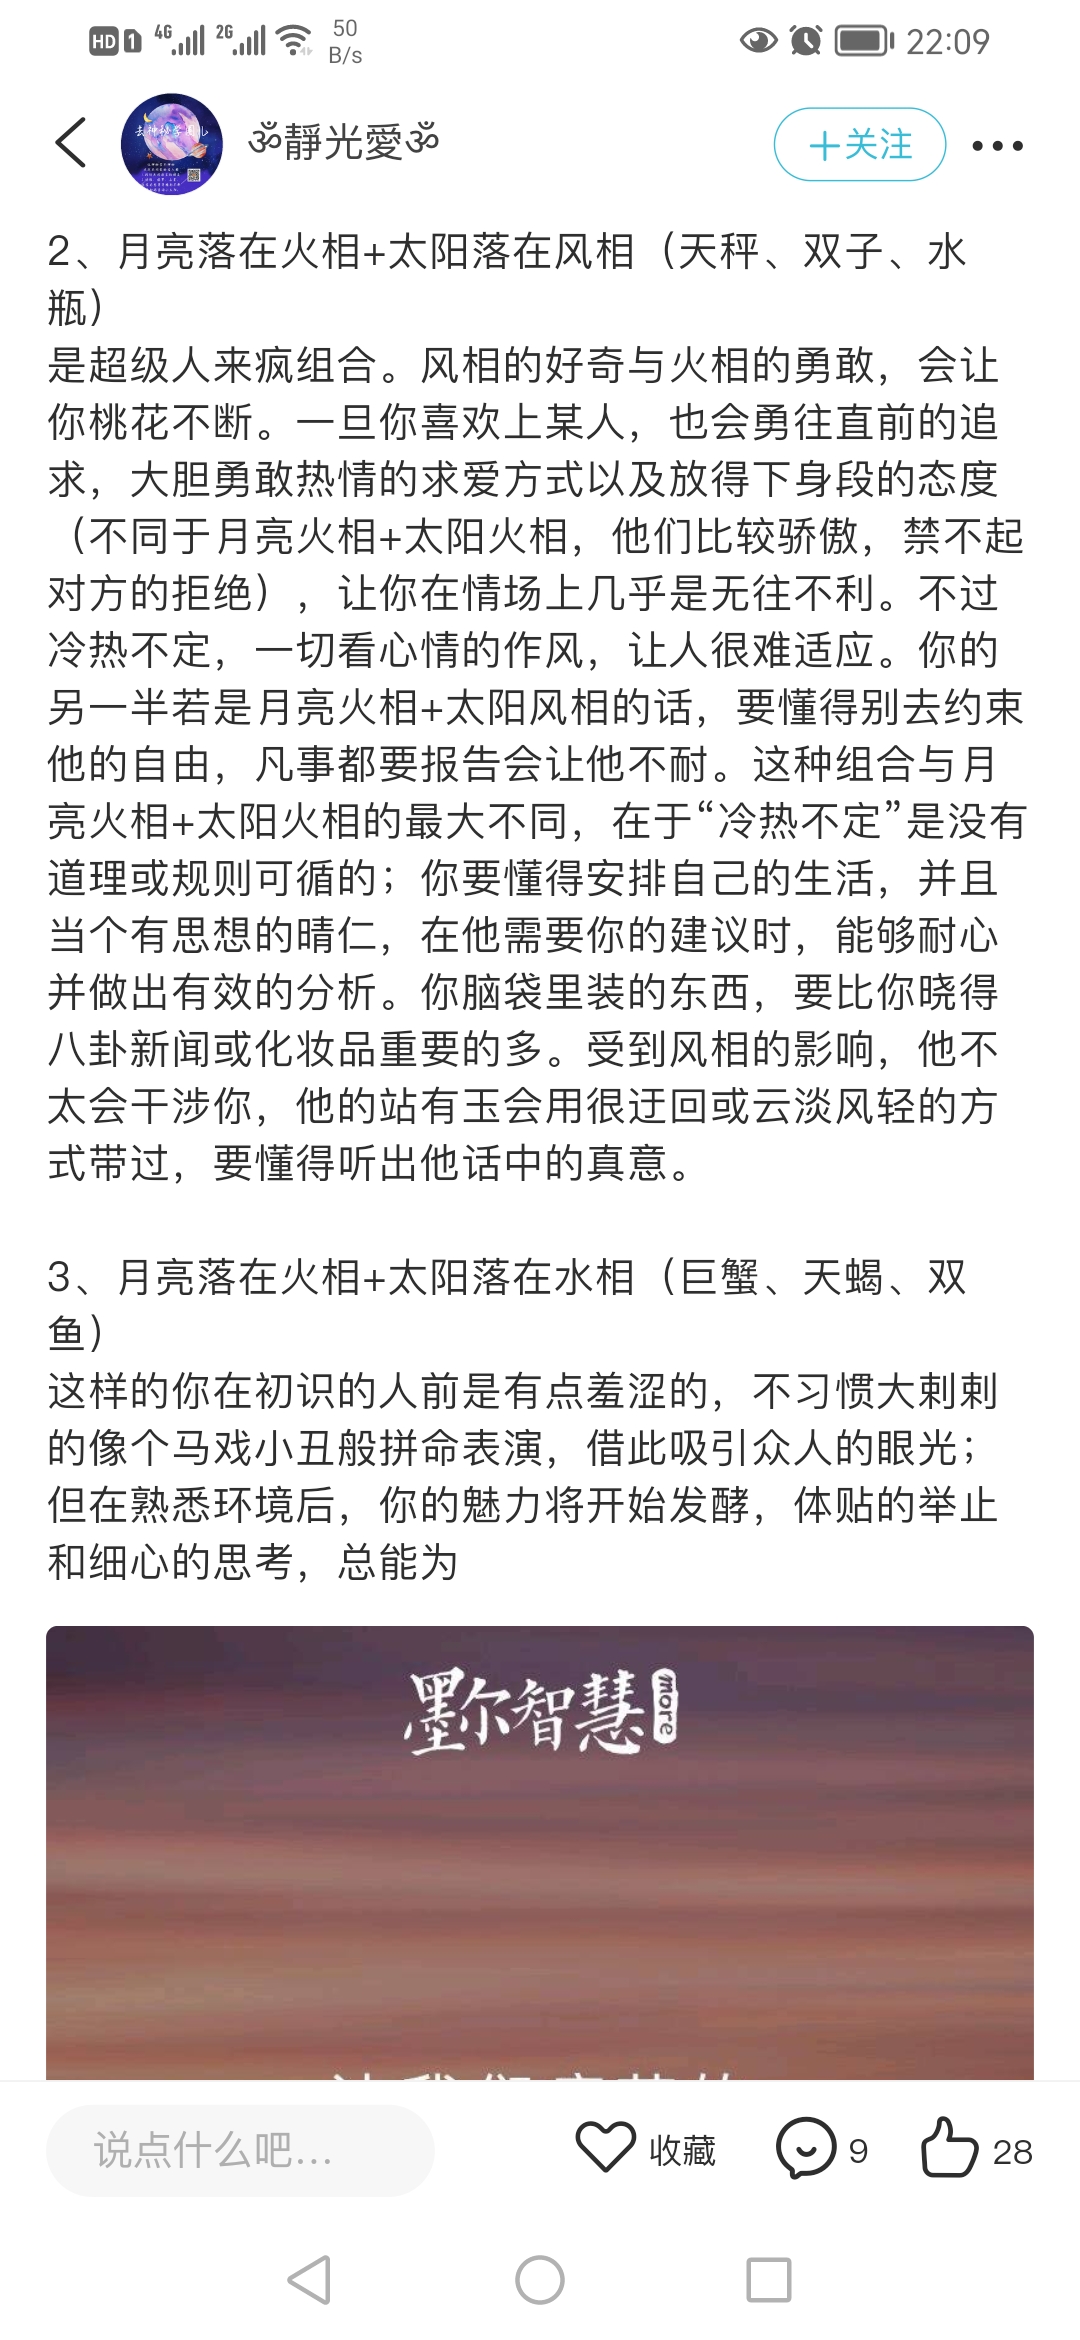 HD 1 4G 2G 50 B/s 22:09
ॐ靜光愛ॐ
+关注
2、月亮落在火相+太阳落在风相（天秤、双子、水
瓶）
是超级人来疯组合。风相的好奇与火相的勇敢，会让
你桃花不断。一旦你喜欢上某人，也会勇往直前的追
求，大胆勇敢热情的求爱方式以及放得下身段的态度
（不同于月亮火相+太阳火相，他们比较骄傲，禁不起
对方的拒绝），让你在情场上几乎是无往不利。不过
冷热不定，一切看心情的作风，让人很难适应。你的
另一半若是月亮火相+太阳风相的话，要懂得别去约束
他的自由，凡事都要报告会让他不耐。这种组合与月
亮火相+太阳火相的最大不同，在于“冷热不定”是没有
道理或规则可循的；你要懂得安排自己的生活，并且
当个有思想的晴仁，在他需要你的建议时，能够耐心
并做出有效的分析。你脑袋里装的东西，要比你晓得
八卦新闻或化妆品重要的多。受到风相的影响，他不
太会干涉你，他的站有玉会用很迂回或云淡风轻的方
式带过，要懂得听出他话中的真意。
3、月亮落在火相+太阳落在水相（巨蟹、天蝎、双
鱼）
这样的你在初识的人前是有点羞涩的，不习惯大剌剌
的像个马戏小丑般拼命表演，借此吸引众人的眼光；
但在熟悉环境后，你的魅力将开始发酵，体贴的举止
和细心的思考，总能为
墨尔智慧 more
说点什么吧...
收藏
9
28